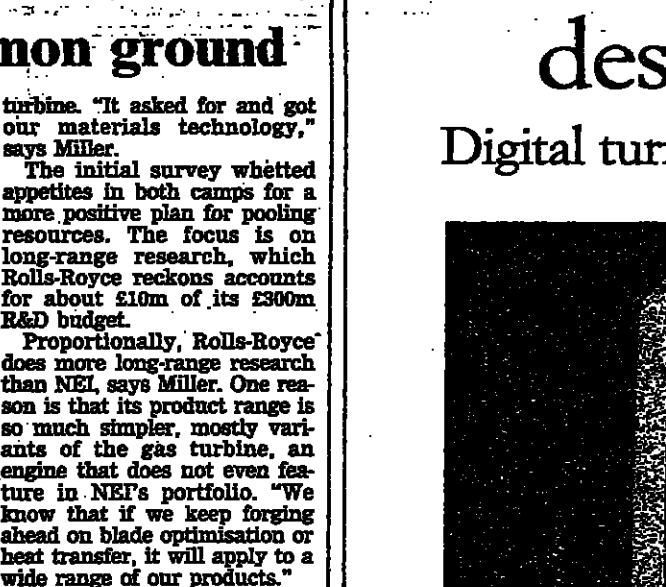 mon ground
turbine. "It asked for and got
our materials technology,"
says Miller.
The initial survey whetted
appetites in both camps for a
more positive plan for pooling
resources. The focus is on
long-range research, which
Rolls-Royce reckons accounts
for about £10m of its £300m
R&D budget.
Proportionally, Rolls-Royce
does more long-range research
than NEI, says Miller. One rea-
son is that its product range is
so much simpler, mostly vari-
ants of the gas turbine, an
engine that does not even fea-
ture in NEI's portfolio. "We
know that if we keep forging
ahead on blade optimisation or
heat transfer, it will apply to a
wide range of our products."
des
Digital tur